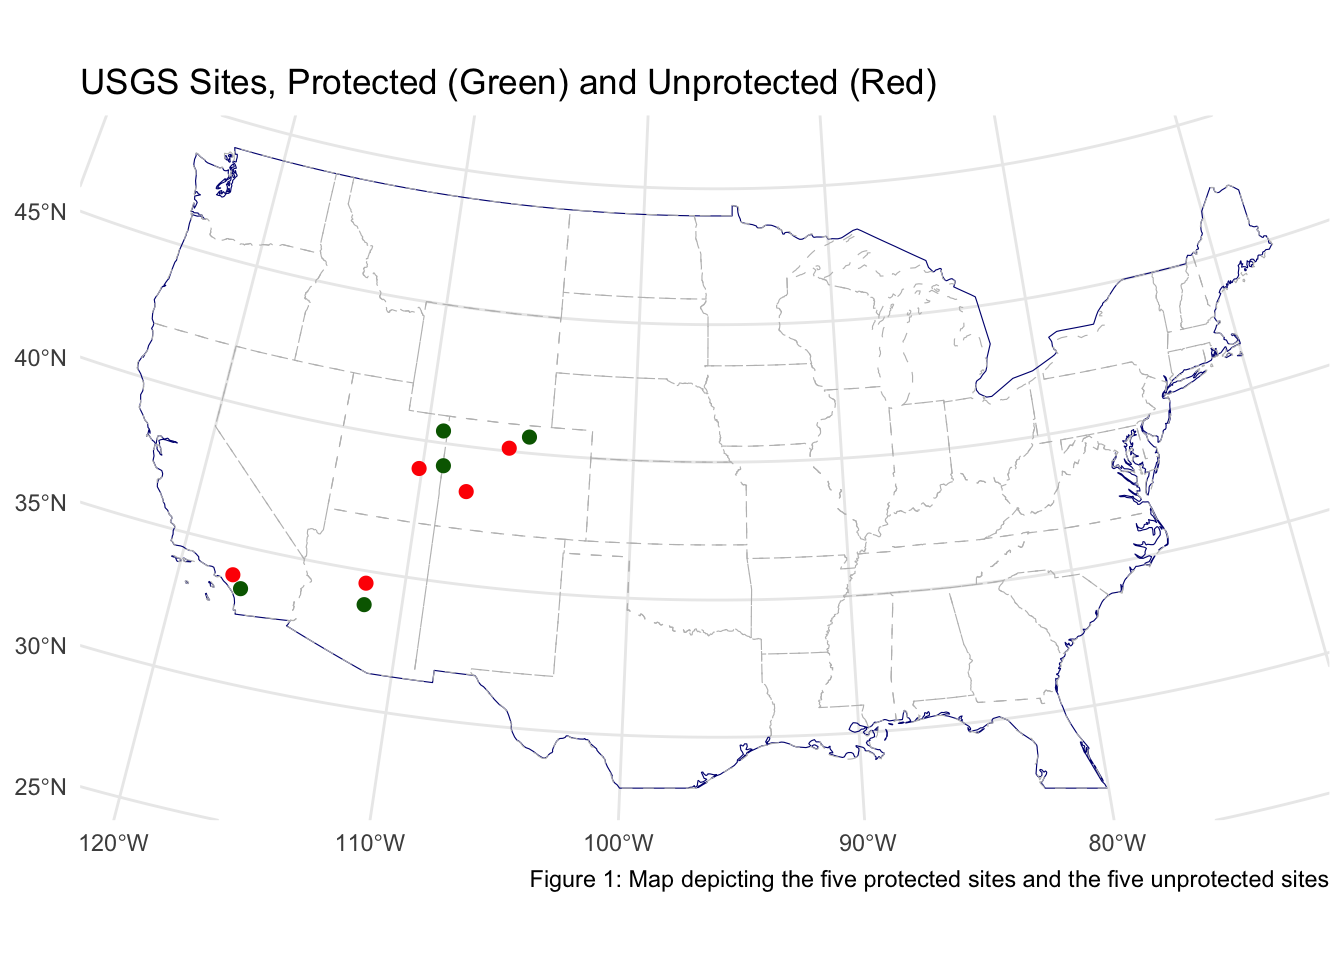 USGS Sites, Protected (Green) and Unprotected (Red)
45°N
40°N
35°N
30°N
25°N
120°W 110°W 100°W 90°W 80°W
Figure 1: Map depicting the five protected sites and the five unprotected sites